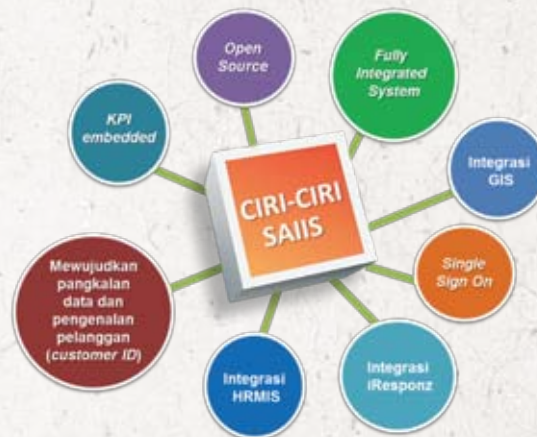 Open
Source
Fully
Integrated
System
KPI
embedded
Integrasi
GIS
CIRI-CIRI
SAIIS
Mewujudkan
pangkalan
data dan
pengenalan
pelanggan
(customer ID)
Single
Sign On
Integrasi
HRMIS
Integrasi
iResponz